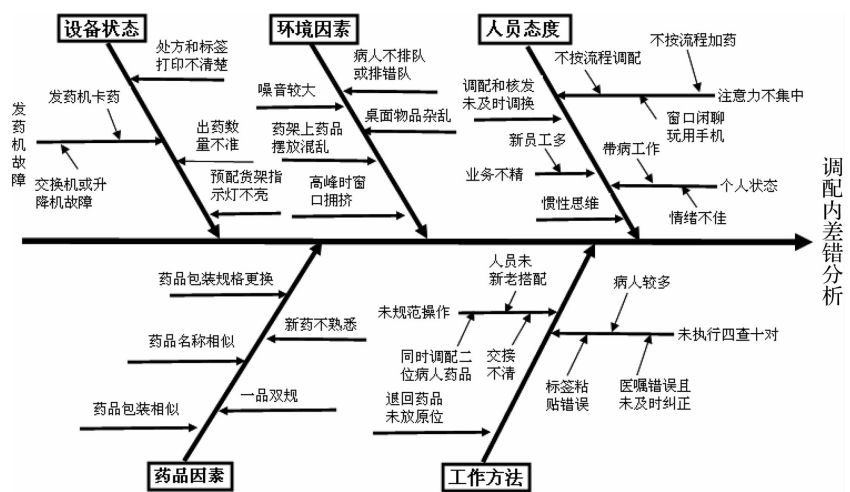 设备状态
环境因素
人员态度
处方和标签
打印不清楚
发药机卡药
发药机故障
交换机或升
降机故障
出药数
量不准
预配货架指
示灯不亮
病人不排队
或排错队
噪音较大
桌面物品杂乱
药架上药品
摆放混乱
高峰时窗
口拥挤
不按流程加药
不按流程调配
调配和核发
未及时调换
注意力不集中
窗口闲聊
玩用手机
新员工多
业务不精
带病工作
个人状态
情绪不佳
惯性思维
调配内差错分析
药品包装规格更换
新药不熟悉
药品名称相似
一品双规
药品包装相似
人员未
新老搭配
未规范操作
同时调配二
位病人药品
交接
不清
退回药品
未放原位
病人较多
未执行四查十对
标签粘
贴错误
医嘱错误且
未及时纠正
药品因素
工作方法